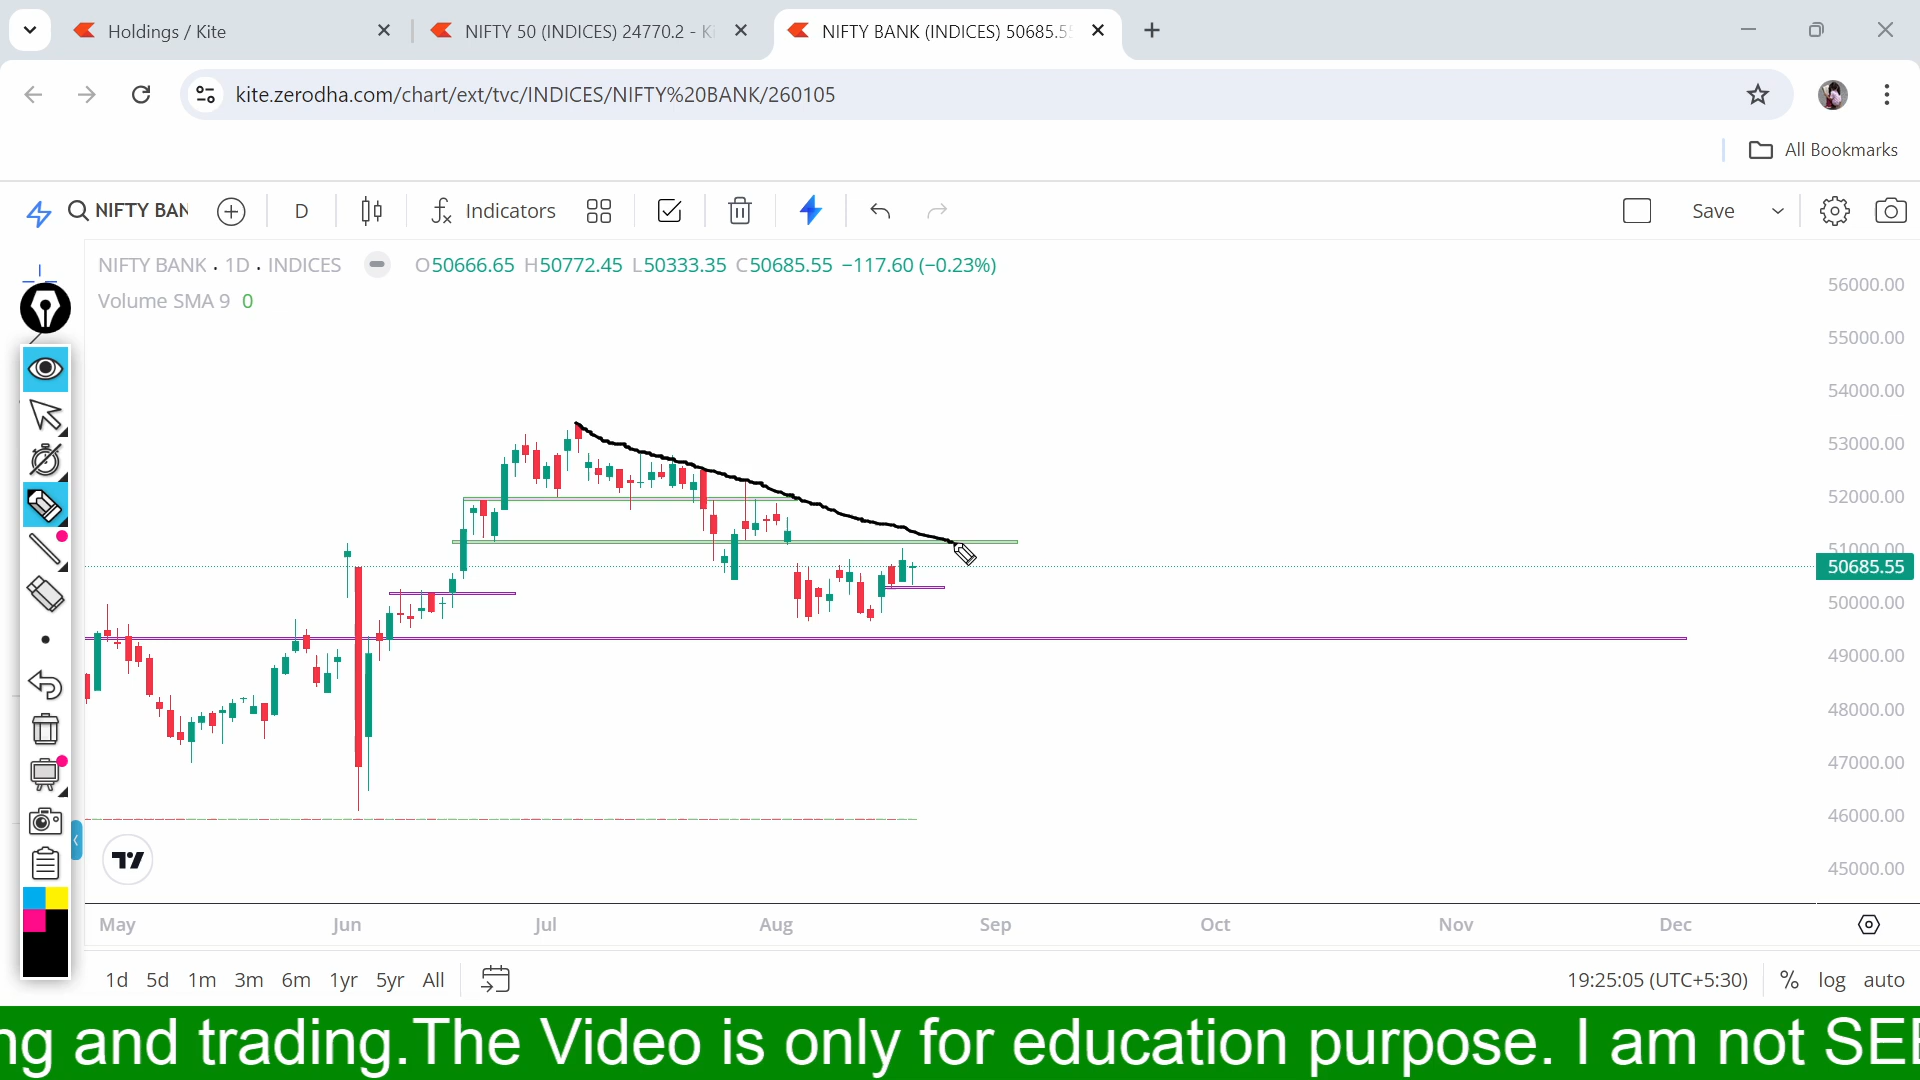 Holdings / Kite
NIFTY 50 (INDICES) 24770.2 - Ki
NIFTY BANK (INDICES) 50685.55
kite.zerodha.com/chart/ext/tvc/INDICES/NIFTY%20BANK/260105
All Bookmarks
NIFTY BAN
D
Indicators
Save
NIFTY BANK · 1D · INDICES O50666.65 H50772.45 L50333.35 C50685.55 −117.60 (−0.23%)
Volume SMA 9 0
56000.00
55000.00
54000.00
53000.00
52000.00
51000.00
50685.55
50000.00
49000.00
48000.00
47000.00
46000.00
45000.00
May Jun Jul Aug Sep Oct Nov Dec
1d 5d 1m 3m 6m 1yr 5yr All
19:25:05 (UTC+5:30) % log auto
ng and trading.The Video is only for education purpose. I am not SEB